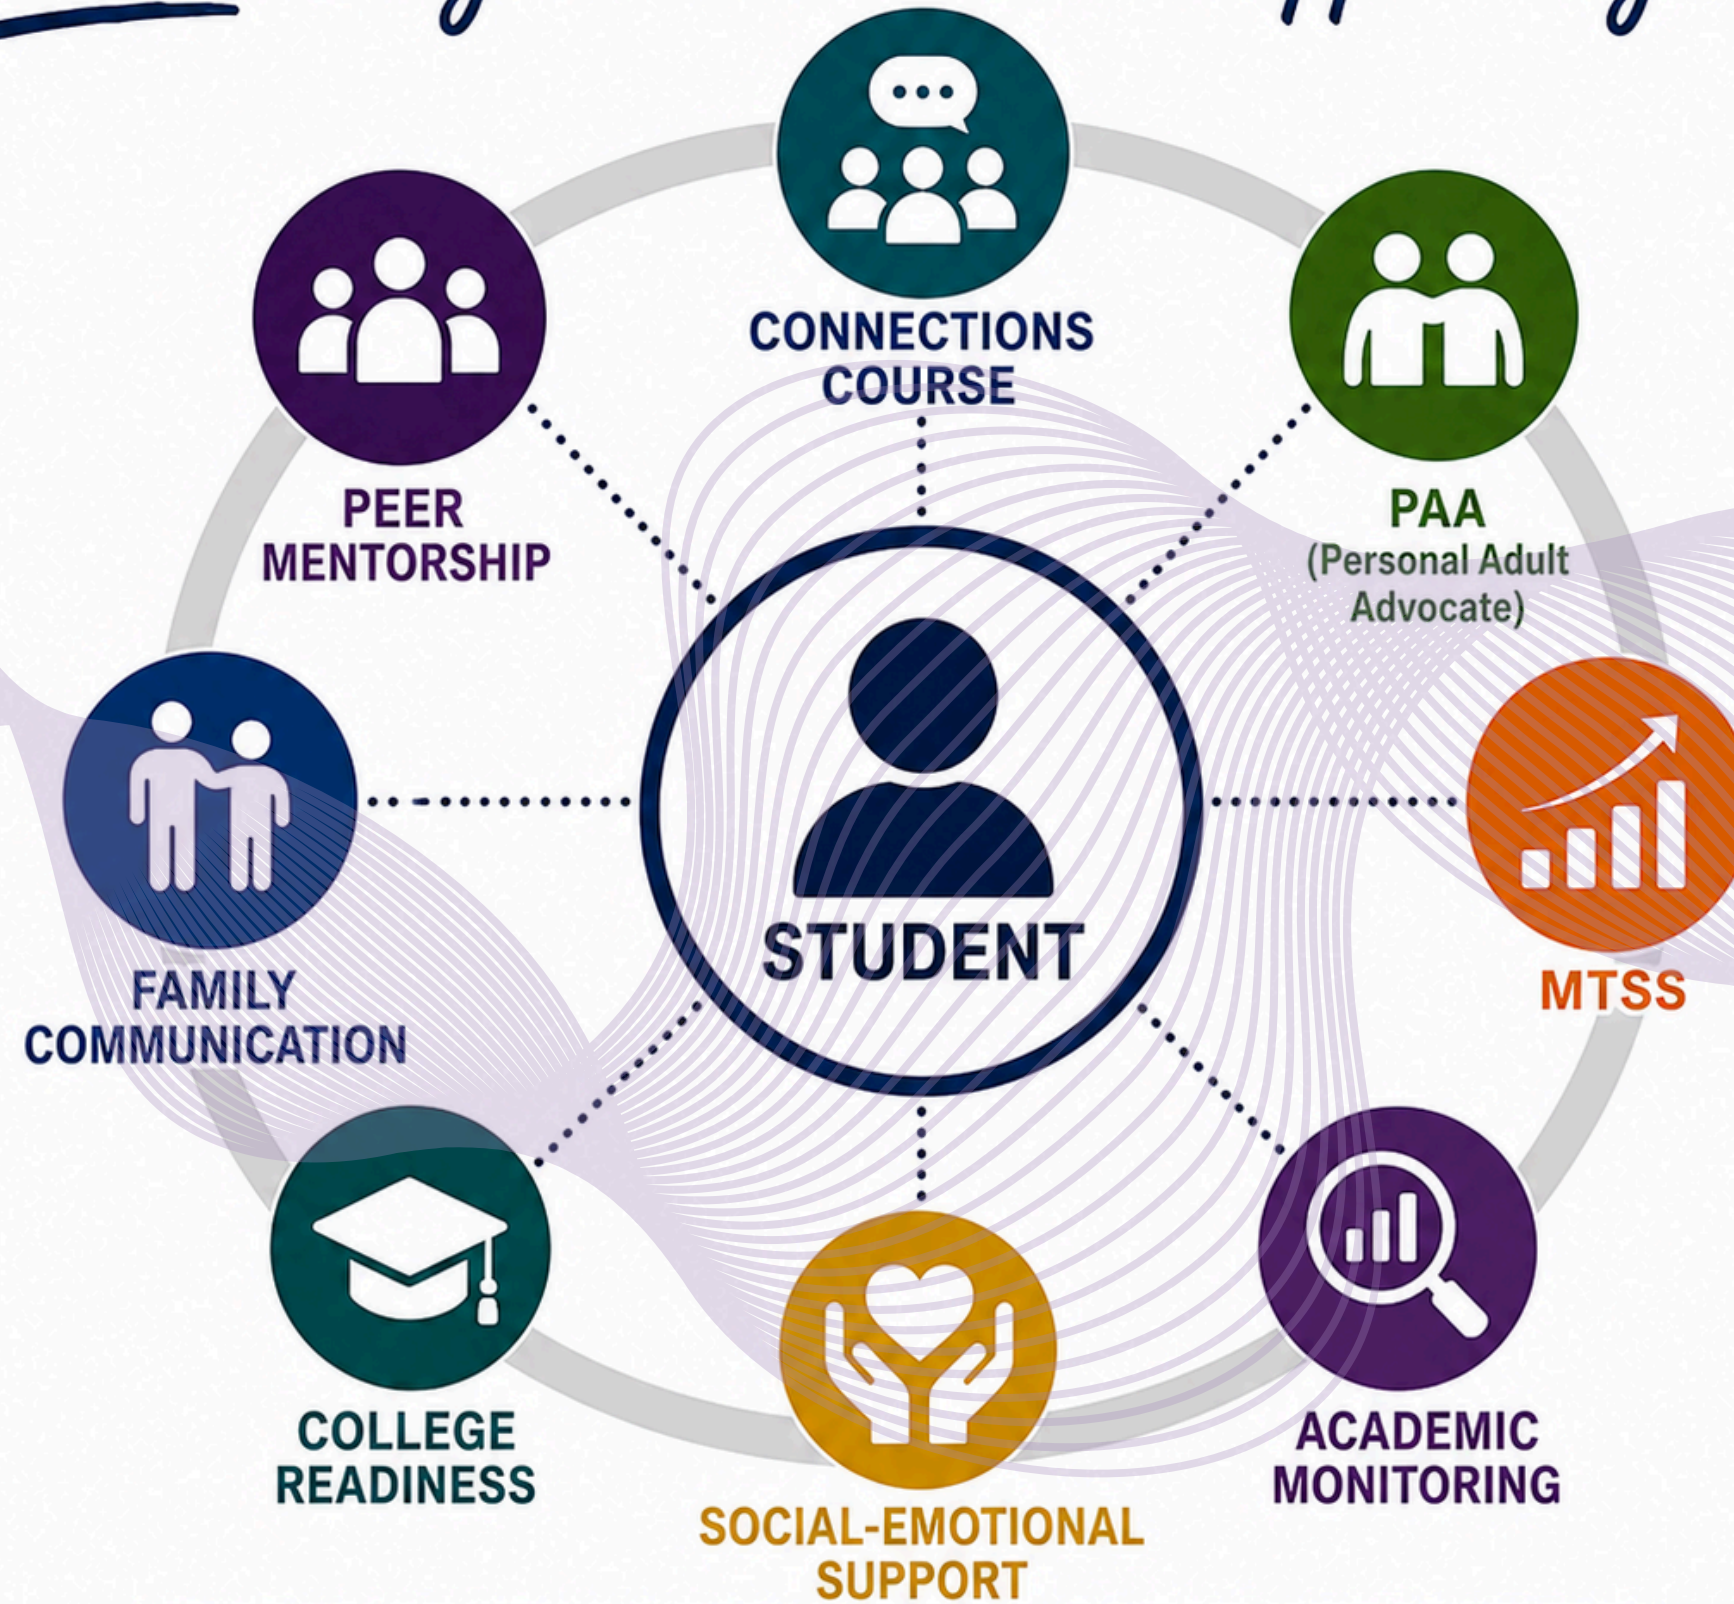 CONNECTIONS
COURSE
PEER
MENTORSHIP
PAA
(Personal Adult
Advocate)
STUDENT
FAMILY
COMMUNICATION
MTSS
COLLEGE
READINESS
ACADEMIC
MONITORING
SOCIAL-EMOTIONAL
SUPPORT